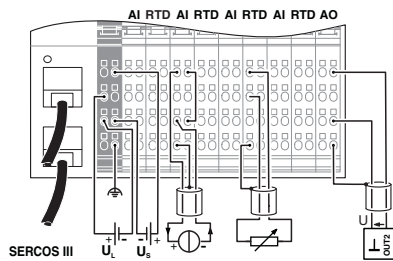 AI RTD AI RTD AI RTD AI RTD AO
SERCOS III
+ -
UL
- +
US
+ -
U
OUT2